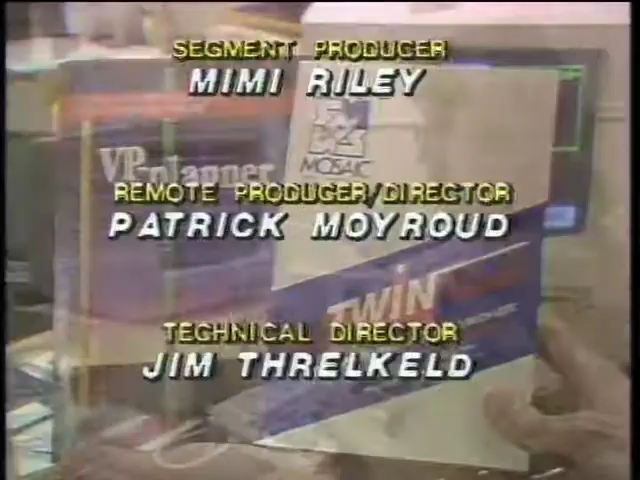 SEGMENT PRODUCER
MIMI RILEY
MOSAIC
VP planner
REMOTE PRODUCER/DIRECTOR
PATRICK MOYROUD
TWIN
TECHNICAL DIRECTOR
JIM THRELKELD